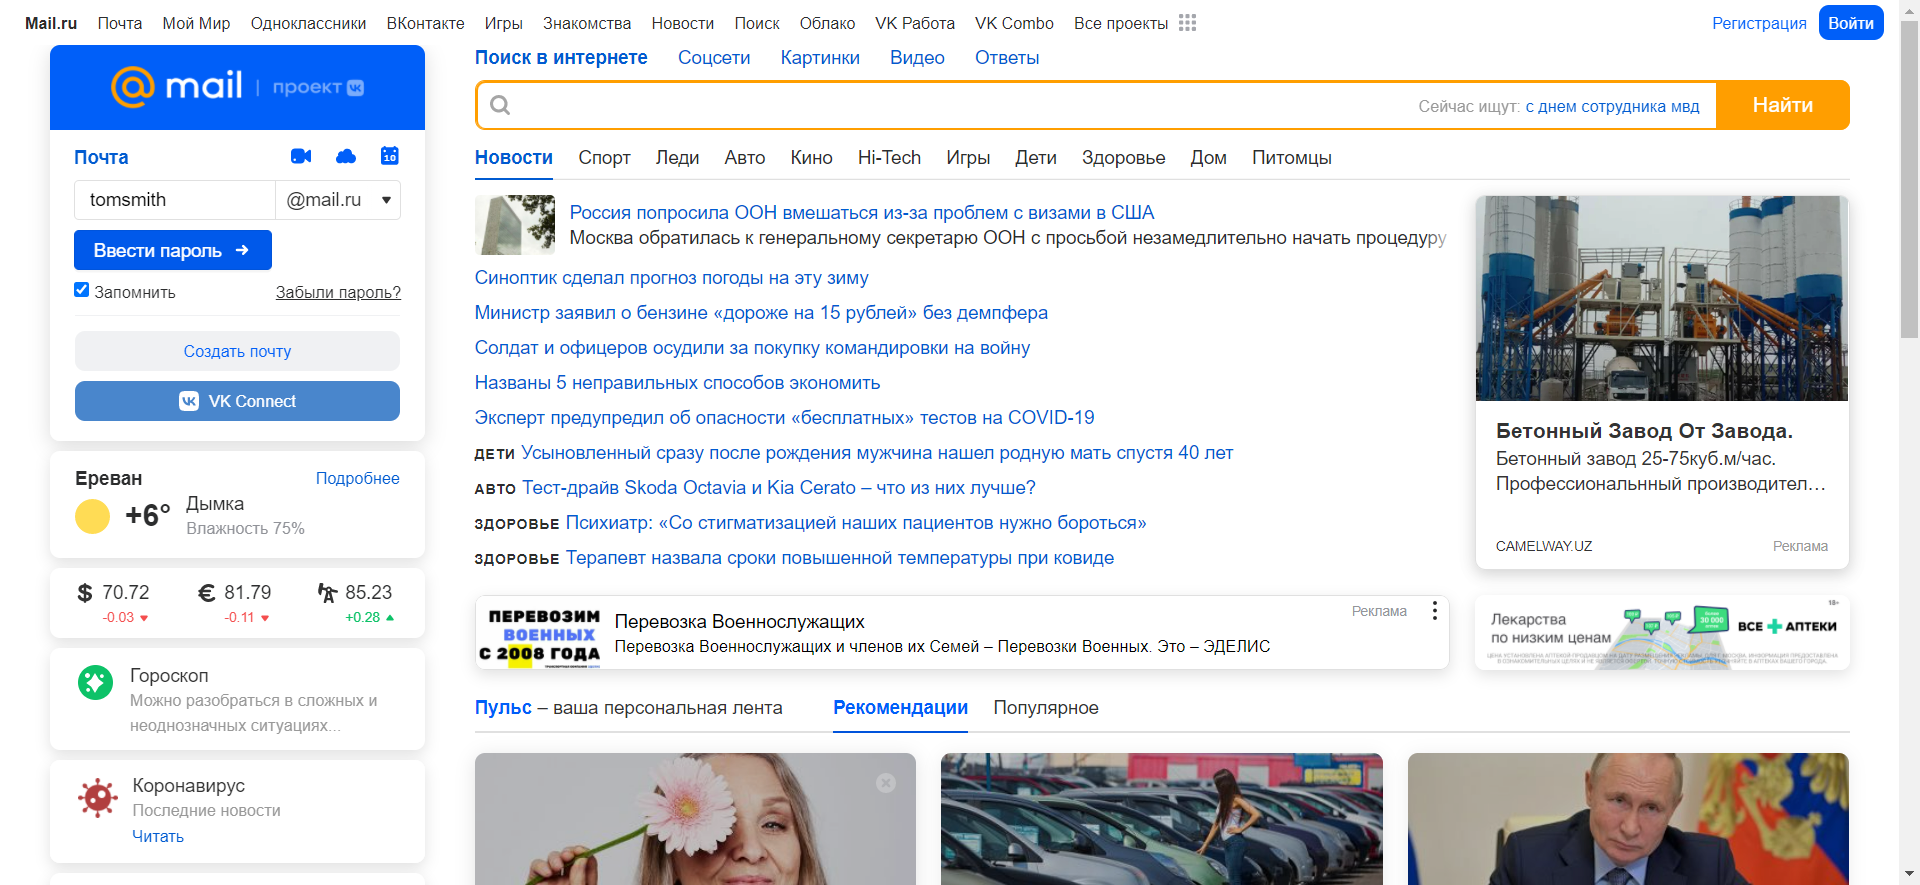 Mail.ru Почта Мой Мир Одноклассники ВКонтакте Игры Знакомства Новости Поиск Облако VK Работа VK Combo Все проекты Регистрация Войти
@mail | проект
Почта
10
tomsmith @mail.ru
Ввести пароль
Запомнить Забыли пароль?
Создать почту
VK Connect
Ереван Подробнее
+6° Дымка
Влажность 75%
$ 70.72 € 81.79 85.23
-0.03 -0.11 +0.28
Гороскоп
Можно разобраться в сложных и
неоднозначных ситуациях...
Коронавирус
Последние новости
Читать
Поиск в интернете Соцсети Картинки Видео Ответы
Сейчас ищут: с днем сотрудника мвд Найти
Новости Спорт Леди Авто Кино Hi-Tech Игры Дети Здоровье Дом Питомцы
Россия попросила ООН вмешаться из-за проблем с визами в США
Москва обратилась к генеральному секретарю ООН с просьбой незамедлительно начать процедуру
Синоптик сделал прогноз погоды на эту зиму
Министр заявил о бензине «дороже на 15 рублей» без демпфера
Солдат и офицеров осудили за покупку командировки на войну
Названы 5 неправильных способов экономить
Эксперт предупредил об опасности «бесплатных» тестов на COVID-19
ДЕТИ Усыновленный сразу после рождения мужчина нашел родную мать спустя 40 лет
АВТО Тест-драйв Skoda Octavia и Kia Cerato – что из них лучше?
ЗДОРОВЬЕ Психиатр: «Со стигматизацией наших пациентов нужно бороться»
ЗДОРОВЬЕ Терапевт назвала сроки повышенной температуры при ковиде
Бетонный Завод От Завода.
Бетонный завод 25-75куб.м/час.
Профессиональнный производител…
CAMELWAY.UZ Реклама
ПЕРЕВОЗИМ
ВОЕННЫХ
С 2008 ГОДА
Перевозка Военнослужащих Реклама
Перевозка Военнослужащих и членов их Семей – Перевозки Военных. Это – ЭДЕЛИС
18+
Лекарства
по низким ценам
30 000
ВСЕ АПТЕКИ
Пульс – ваша персональная лента Рекомендации Популярное